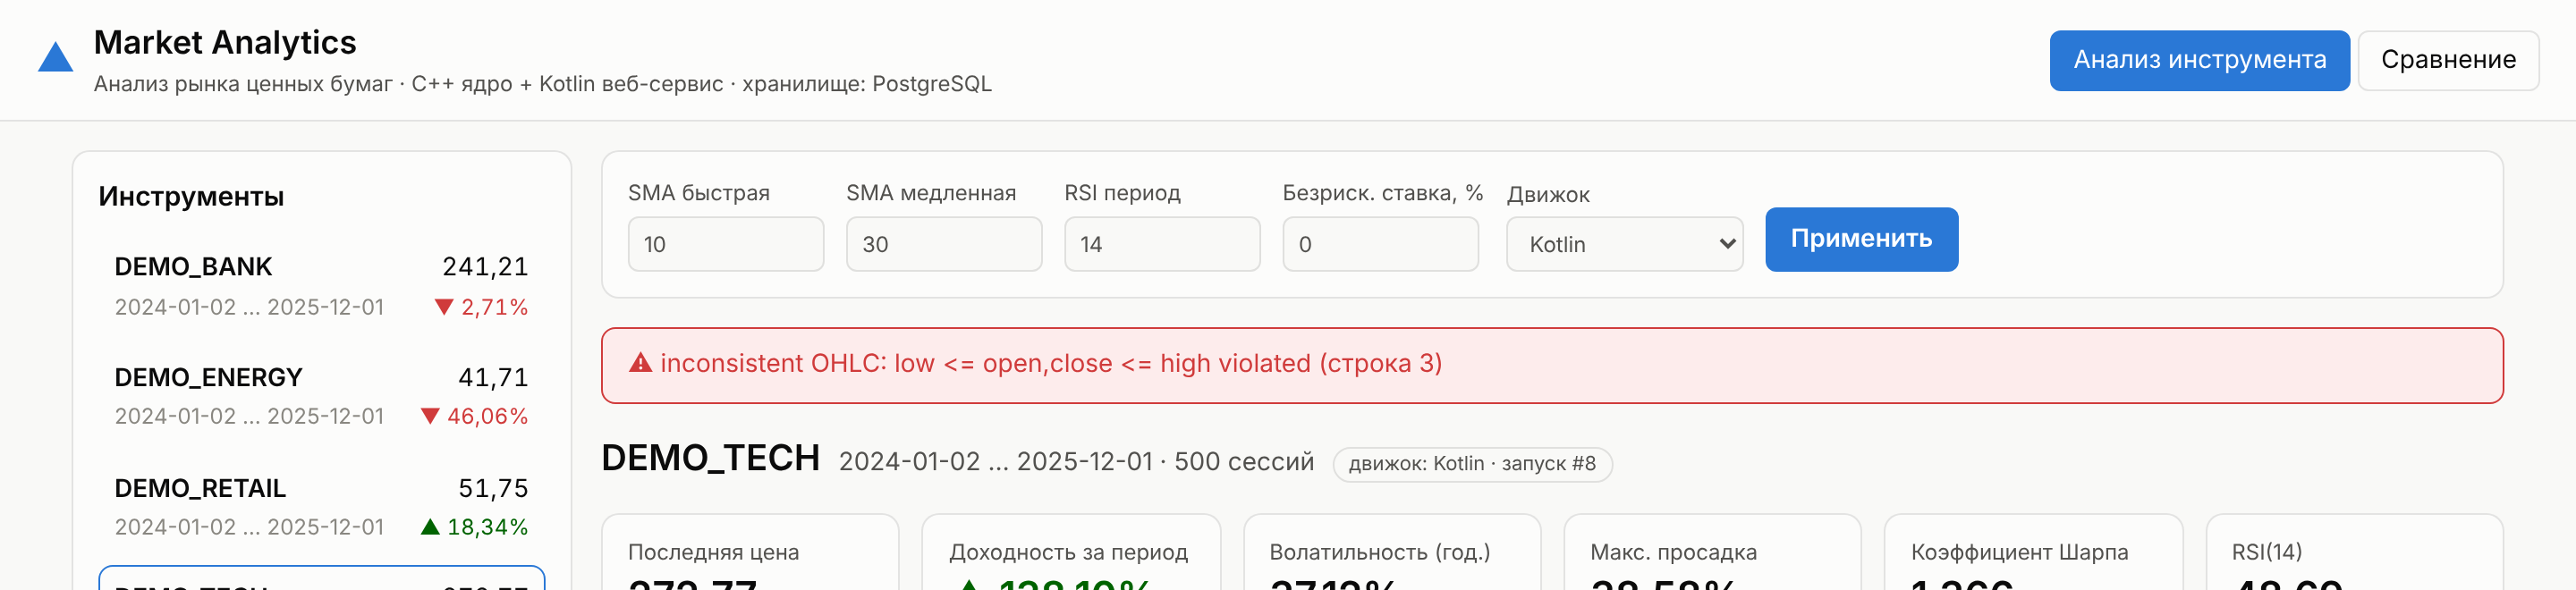 Market Analytics
Анализ рынка ценных бумаг · C++ ядро + Kotlin веб-сервис · хранилище: PostgreSQL
Анализ инструмента
Сравнение
Инструменты
DEMO_BANK 241,21
2024-01-02 ... 2025-12-01 ▼ 2,71%
DEMO_ENERGY 41,71
2024-01-02 ... 2025-12-01 ▼ 46,06%
DEMO_RETAIL 51,75
2024-01-02 ... 2025-12-01 ▲ 18,34%
SMA быстрая
10
SMA медленная
30
RSI период
14
Безриск. ставка, %
0
Движок
Kotlin
Применить
⚠ inconsistent OHLC: low <= open,close <= high violated (строка 3)
DEMO_TECH 2024-01-02 ... 2025-12-01 · 500 сессий движок: Kotlin · запуск #8
Последняя цена
Доходность за период
Волатильность (год.)
Макс. просадка
Коэффициент Шарпа
RSI(14)